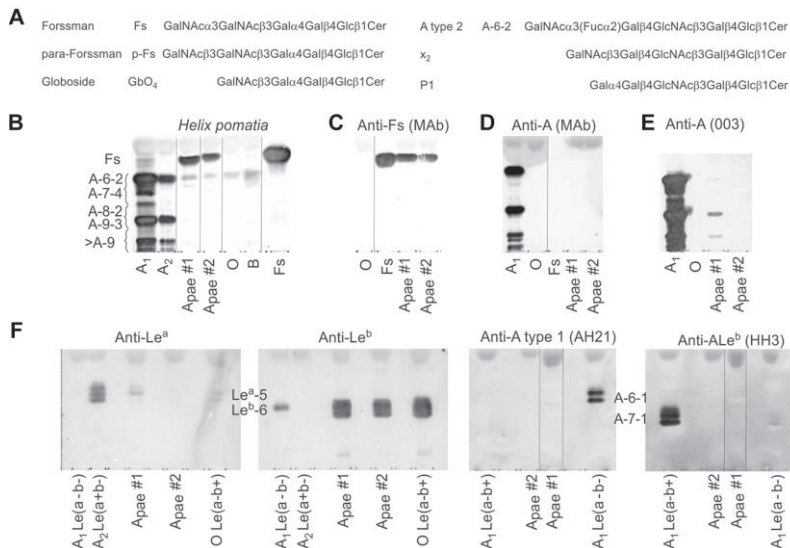 A
Forssman Fs GalNAcα3GalNAcβ3Galα4Galβ4Glcβ1Cer
para-Forssman p-Fs GalNAcβ3GalNAcβ3Galα4Galβ4Glcβ1Cer
Globoside GbO4 GalNAcβ3Galα4Galβ4Glcβ1Cer
A type 2 A-6-2 GalNAcα3(Fucα2)Galβ4GlcNAcβ3Galβ4Glcβ1Cer
x2 GalNAcβ3Galβ4GlcNAcβ3Galβ4Glcβ1Cer
P1 Galα4Galβ4GlcNAcβ3Galβ4Glcβ1Cer
B
Helix pomatia
Fs
A-6-2
A-7-4
A-8-2
A-9-3
>A-9
A1
A2
Apae #1
Apae #2
O
B
Fs
C
Anti-Fs (MAb)
O
Fs
Apae #1
Apae #2
D
Anti-A (MAb)
A1
O
Fs
Apae #1
Apae #2
E
Anti-A (003)
A1
O
Apae #1
Apae #2
F
Anti-Lea
A1 Le(a-b-)
A2 Le(a+b-)
Apae #1
Apae #2
O Le(a-b+)
Lea-5
Leb-6
Anti-Leb
A1 Le(a-b-)
A2 Le(a+b-)
Apae #1
Apae #2
O Le(a-b+)
Anti-A type 1 (AH21)
A1 Le(a-b+)
Apae #2
Apae #1
A1 Le(a-b-)
A-6-1
A-7-1
Anti-ALeb (HH3)
A1 Le(a-b+)
Apae #2
Apae #1
A1 Le(a-b-)